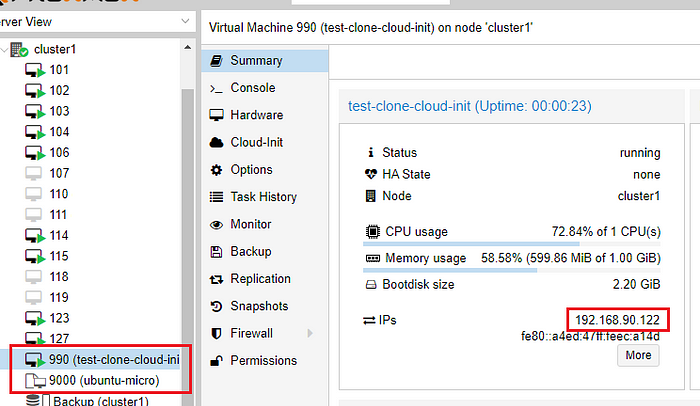 erver View
Virtual Machine 990 (test-clone-cloud-init) on node 'cluster1'
cluster1
101
102
103
104
106
107
110
111
114
115
118
119
123
127
990 (test-clone-cloud-ini
9000 (ubuntu-micro)
Backup (cluster1)
Summary
Console
Hardware
Cloud-Init
Options
Task History
Monitor
Backup
Replication
Snapshots
Firewall
Permissions
test-clone-cloud-init (Uptime: 00:00:23)
Status running
HA State none
Node cluster1
CPU usage 72.84% of 1 CPU(s)
Memory usage 58.58% (599.86 MiB of 1.00 GiB)
Bootdisk size 2.20 GiB
IPs 192.168.90.122
fe80::a4ed:47ff:feec:a14d
More